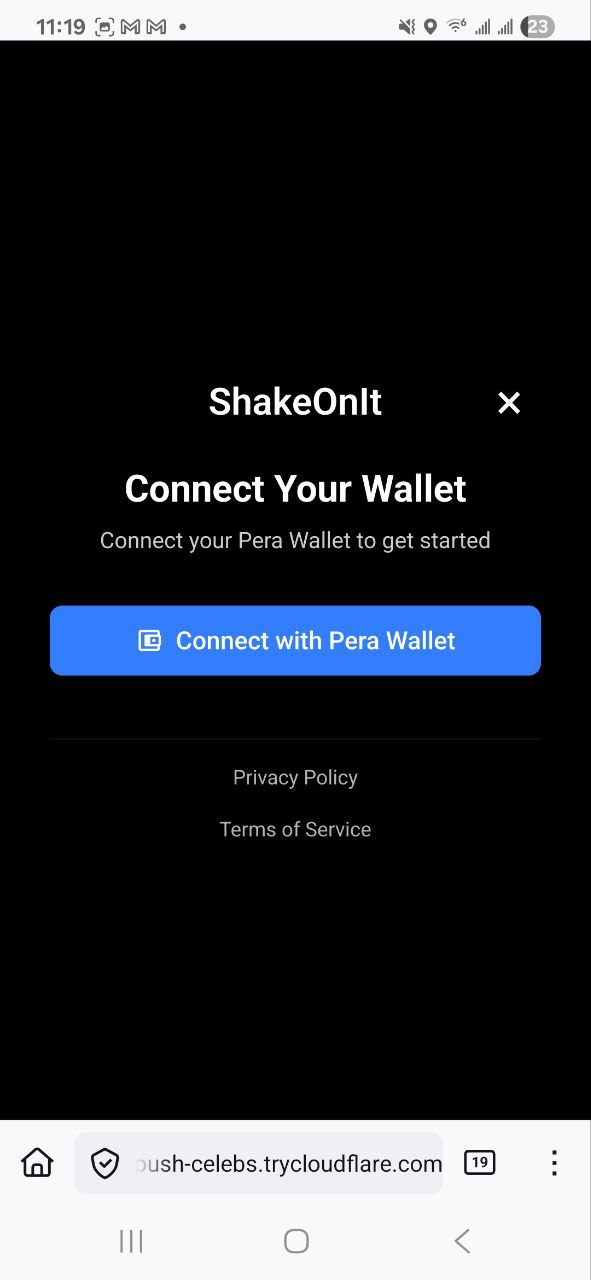 11:19
23
ShakeOnIt
Connect Your Wallet
Connect your Pera Wallet to get started
Connect with Pera Wallet
Privacy Policy
Terms of Service
push-celebs.trycloudflare.com
19